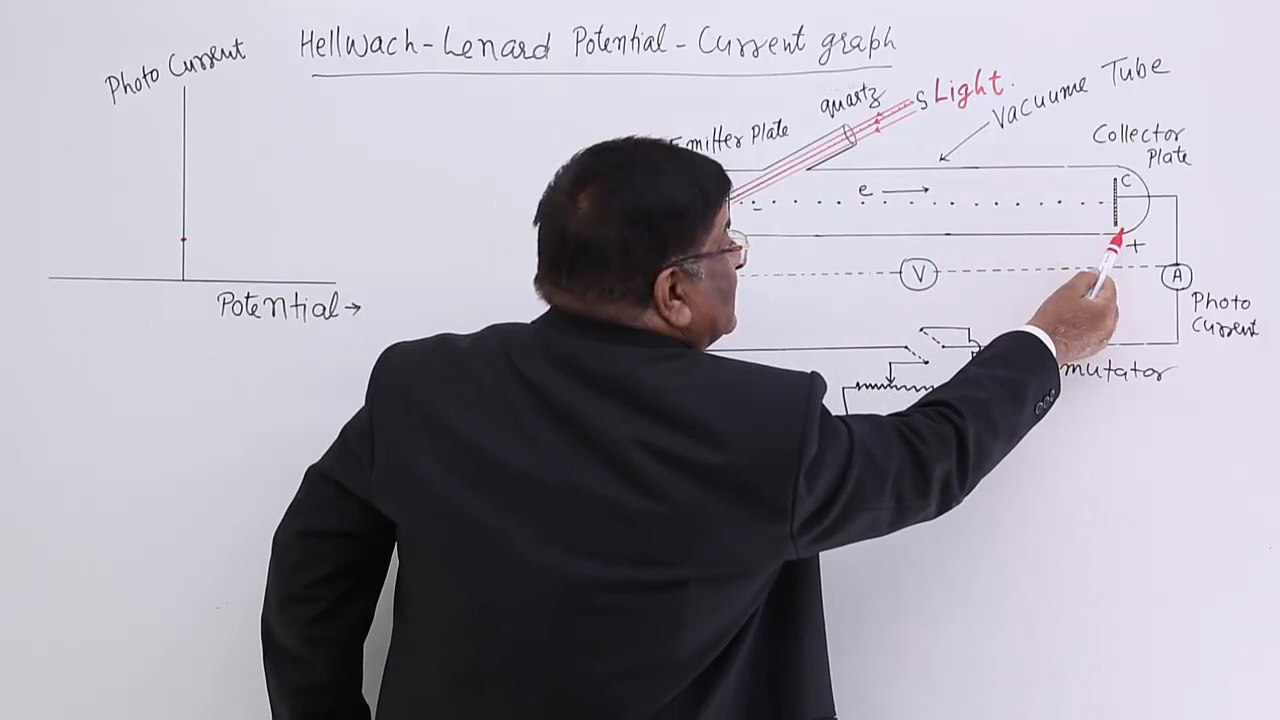 Hellwach-Lenard Potential-Current graph
Photo Current
Potential →
Emitter Plate
quartz
S Light.
Vacuume Tube
Collector
Plate
e →
C
-
+
V
A
Photo
Current
mutator